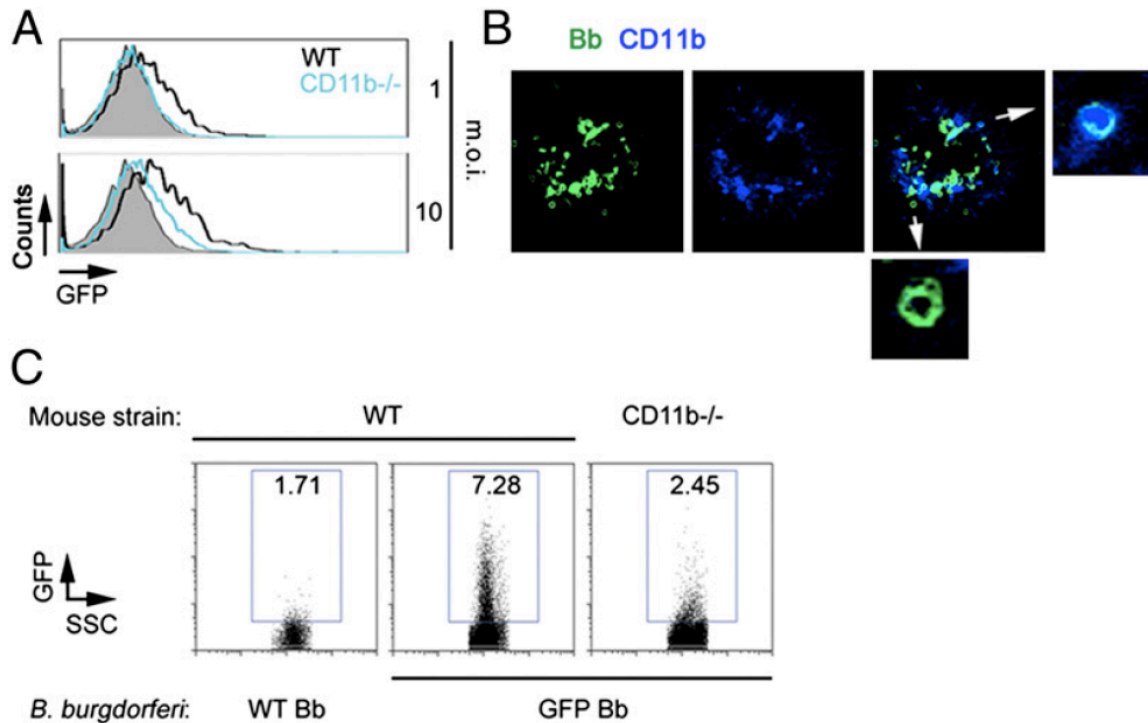 A
WT
CD11b-/-
1
10
m.o.i.
Counts
GFP
B
Bb CD11b
C
Mouse strain: WT CD11b-/-
1.71 7.28 2.45
GFP
SSC
B. burgdorferi: WT Bb GFP Bb